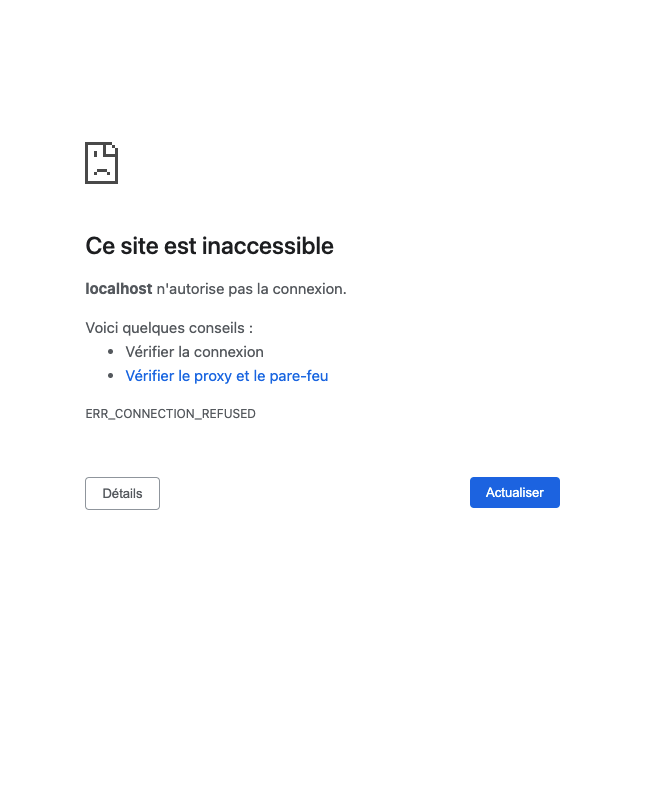 Ce site est inaccessible
localhost n'autorise pas la connexion.
Voici quelques conseils :
Vérifier la connexion
Vérifier le proxy et le pare-feu
ERR_CONNECTION_REFUSED
Détails
Actualiser